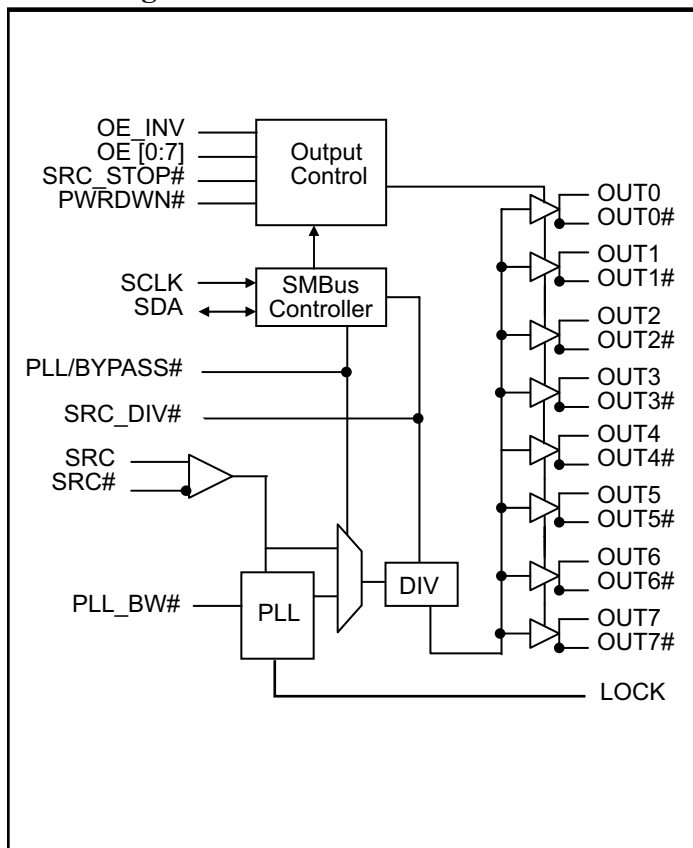 OE_INV
OE [0:7]
SRC_STOP#
PWRDWN#
Output
Control
SCLK
SDA
SMBus
Controller
PLL/BYPASS#
SRC_DIV#
SRC
SRC#
PLL_BW#
PLL
DIV
OUT0
OUT0#
OUT1
OUT1#
OUT2
OUT2#
OUT3
OUT3#
OUT4
OUT4#
OUT5
OUT5#
OUT6
OUT6#
OUT7
OUT7#
LOCK